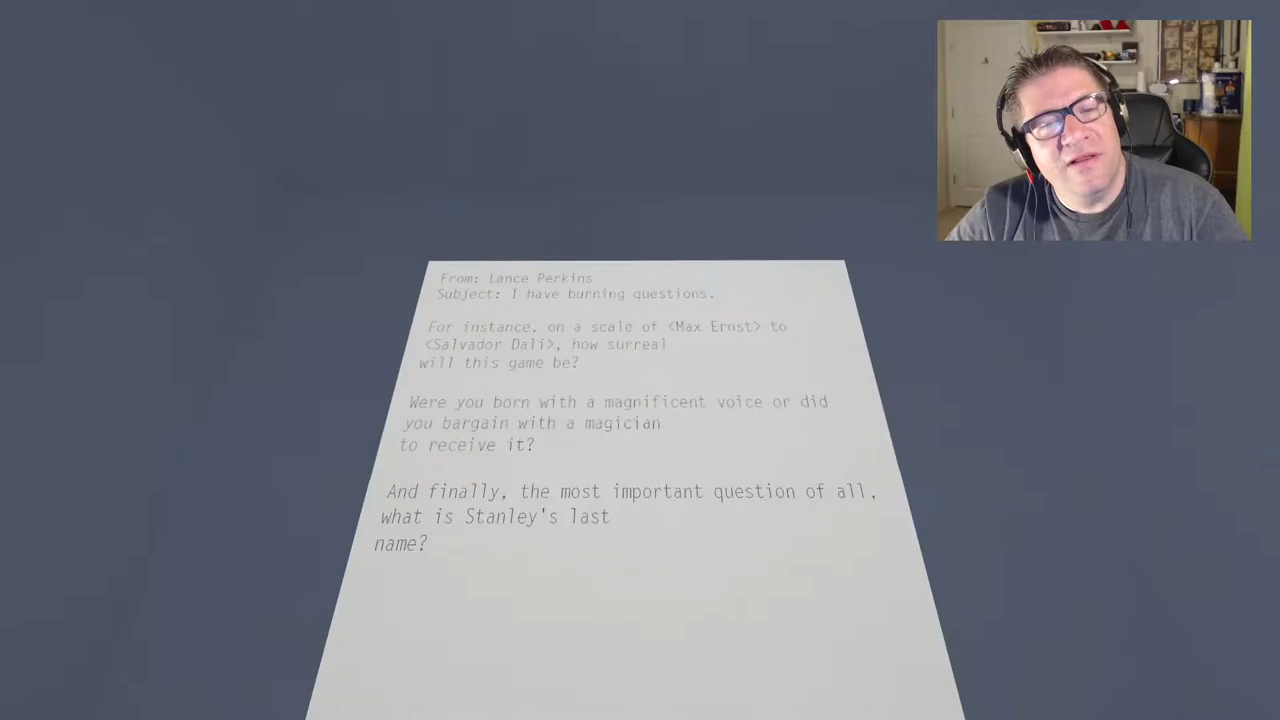 From: Lance Perkins
Subject: I have burning questions.
For instance, on a scale of <Max Ernst> to
<Salvador Dali>, how surreal
will this game be?
Were you born with a magnificent voice or did
you bargain with a magician
to receive it?
And finally, the most important question of all,
what is Stanley's last
name?